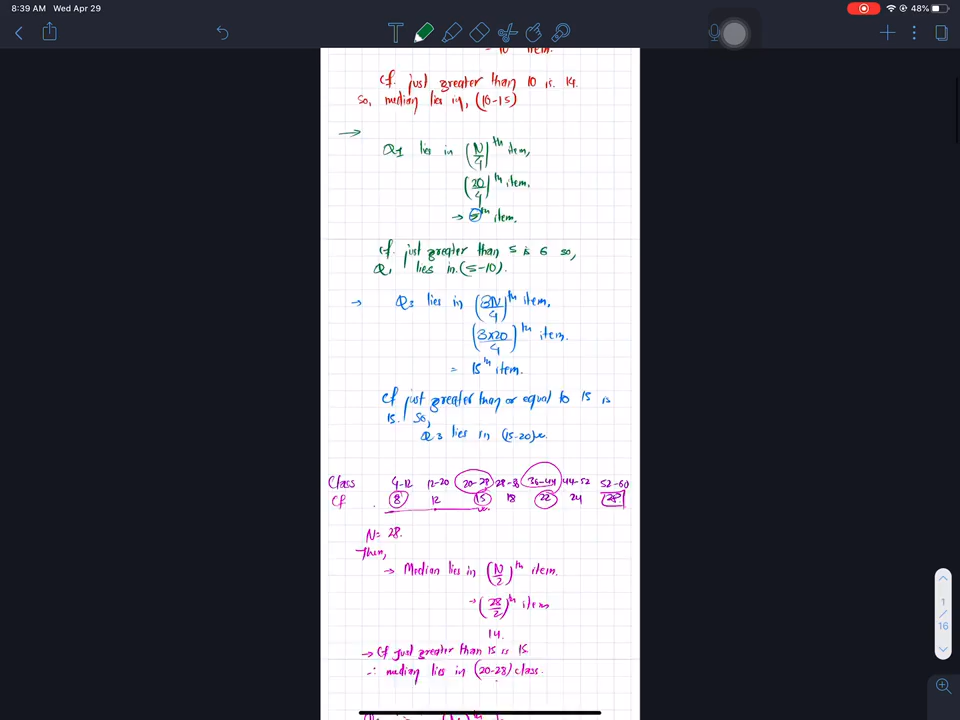 8:39 AM Wed Apr 29
48%
= 10 item.
Cf. just greater than 10 is 14.
So, median lies in, (10-15)
→
Q1 lies in (N/4)th item,
(20/4)th item.
→ 5th item.
Cf. just greater than 5 is 6 so,
Q1 lies in (5-10).
→ Q3 lies in (3N/4)th item,
(3×20/4)th item.
= 15th item.
Cf just greater than or equal to 15 is
15. So,
Q3 lies in (15-20)
Class 4-12 12-20 20-28 28-36 36-44 44-52 52-60
CF. 8 12 15 18 22 24 28
N= 28.
Then,
→ Median lies in (N/2)th item.
→ (28/2)th item
14.
→ Cf just greater than 15 is 15.
∴ median lies in (20-28) class.
1
/
16